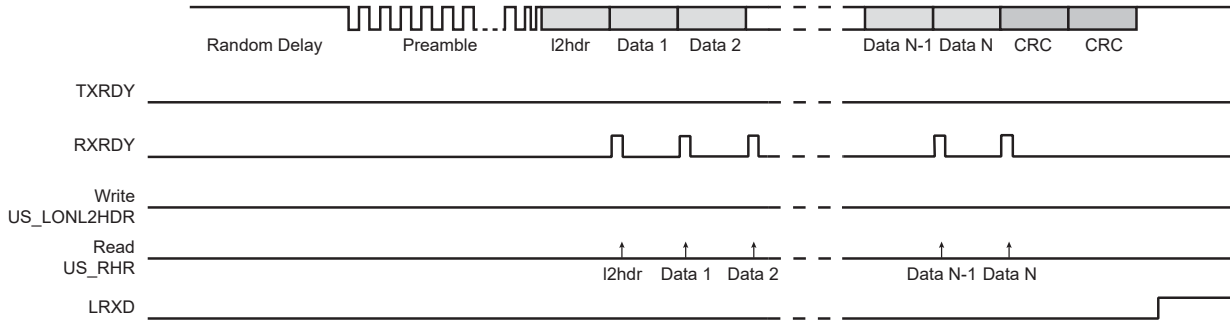 Random Delay Preamble l2hdr Data 1 Data 2 Data N-1 Data N CRC CRC
TXRDY
RXRDY
Write
US_LONL2HDR
Read
US_RHR
l2hdr Data 1 Data 2 Data N-1 Data N
LRXD